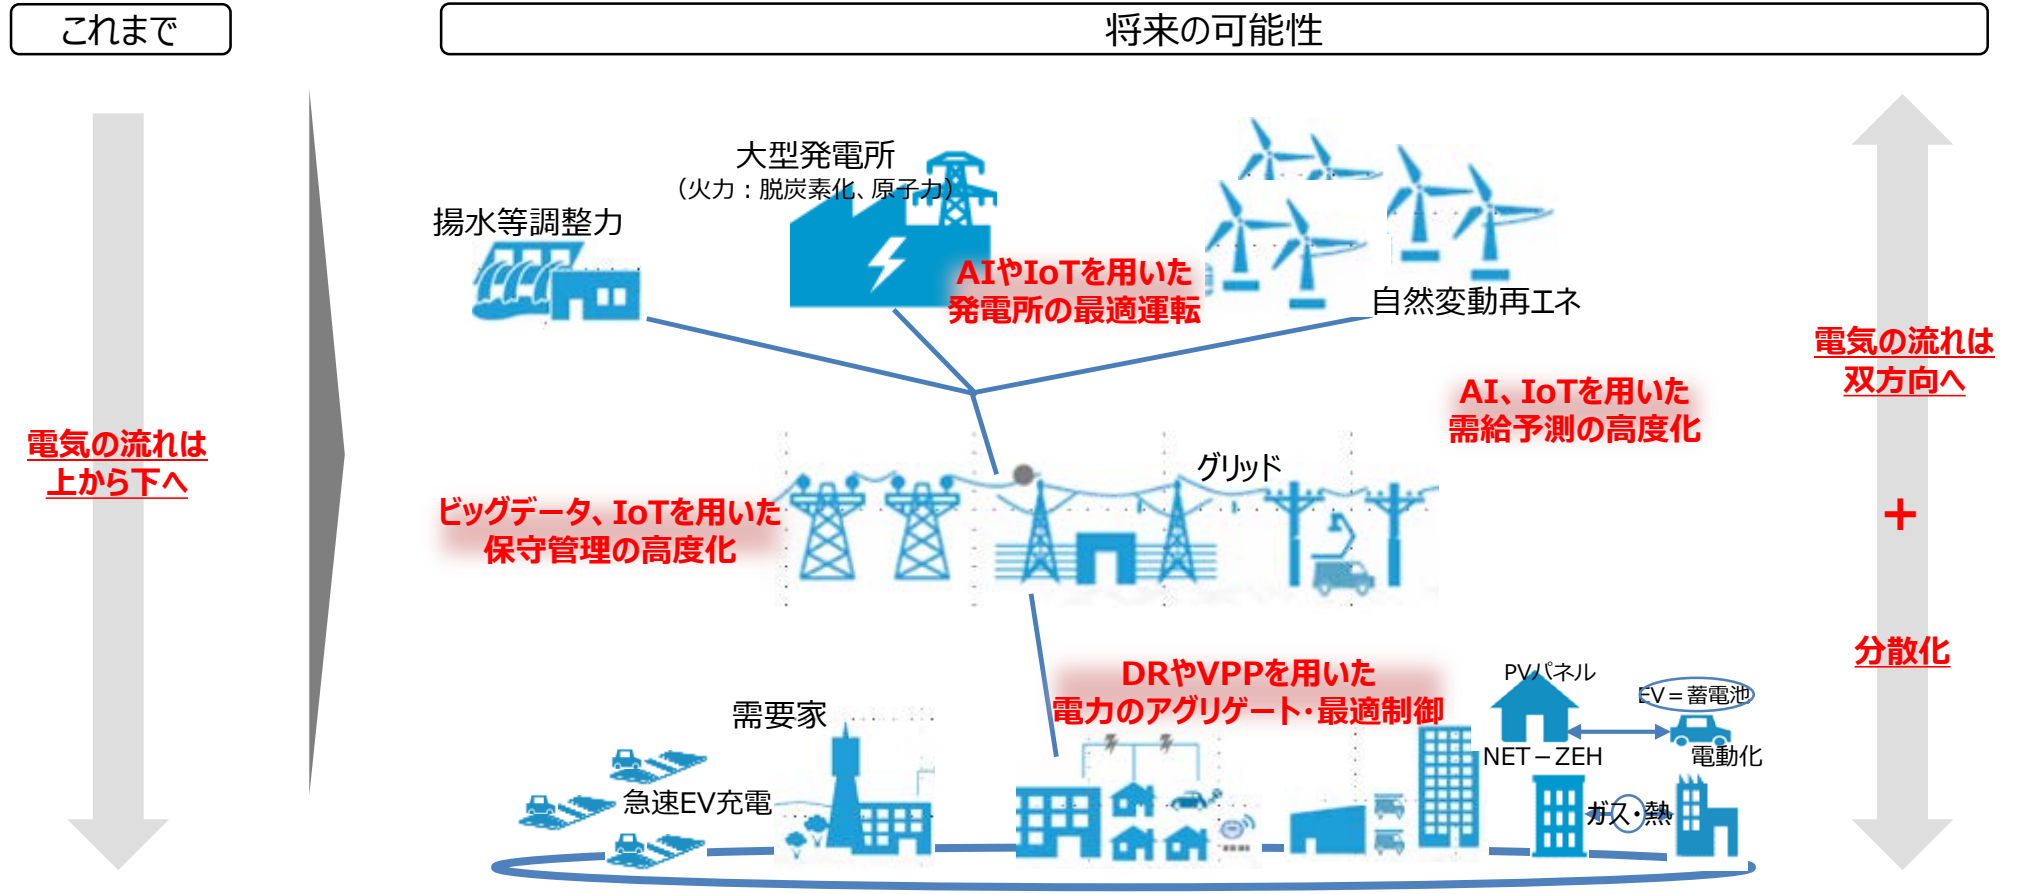 これまで
将来の可能性
大型発電所
（火力：脱炭素化、原子力）
揚水等調整力
AIやIoTを用いた
発電所の最適運転
自然変動再エネ
電気の流れは
上から下へ
電気の流れは
双方向へ
+
分散化
AI、IoTを用いた
需給予測の高度化
グリッド
ビッグデータ、IoTを用いた
保守管理の高度化
DRやVPPを用いた
電力のアグリゲート・最適制御
需要家
急速EV充電
PVパネル
EV＝蓄電池
NET－ZEH
電動化
ガス・熱